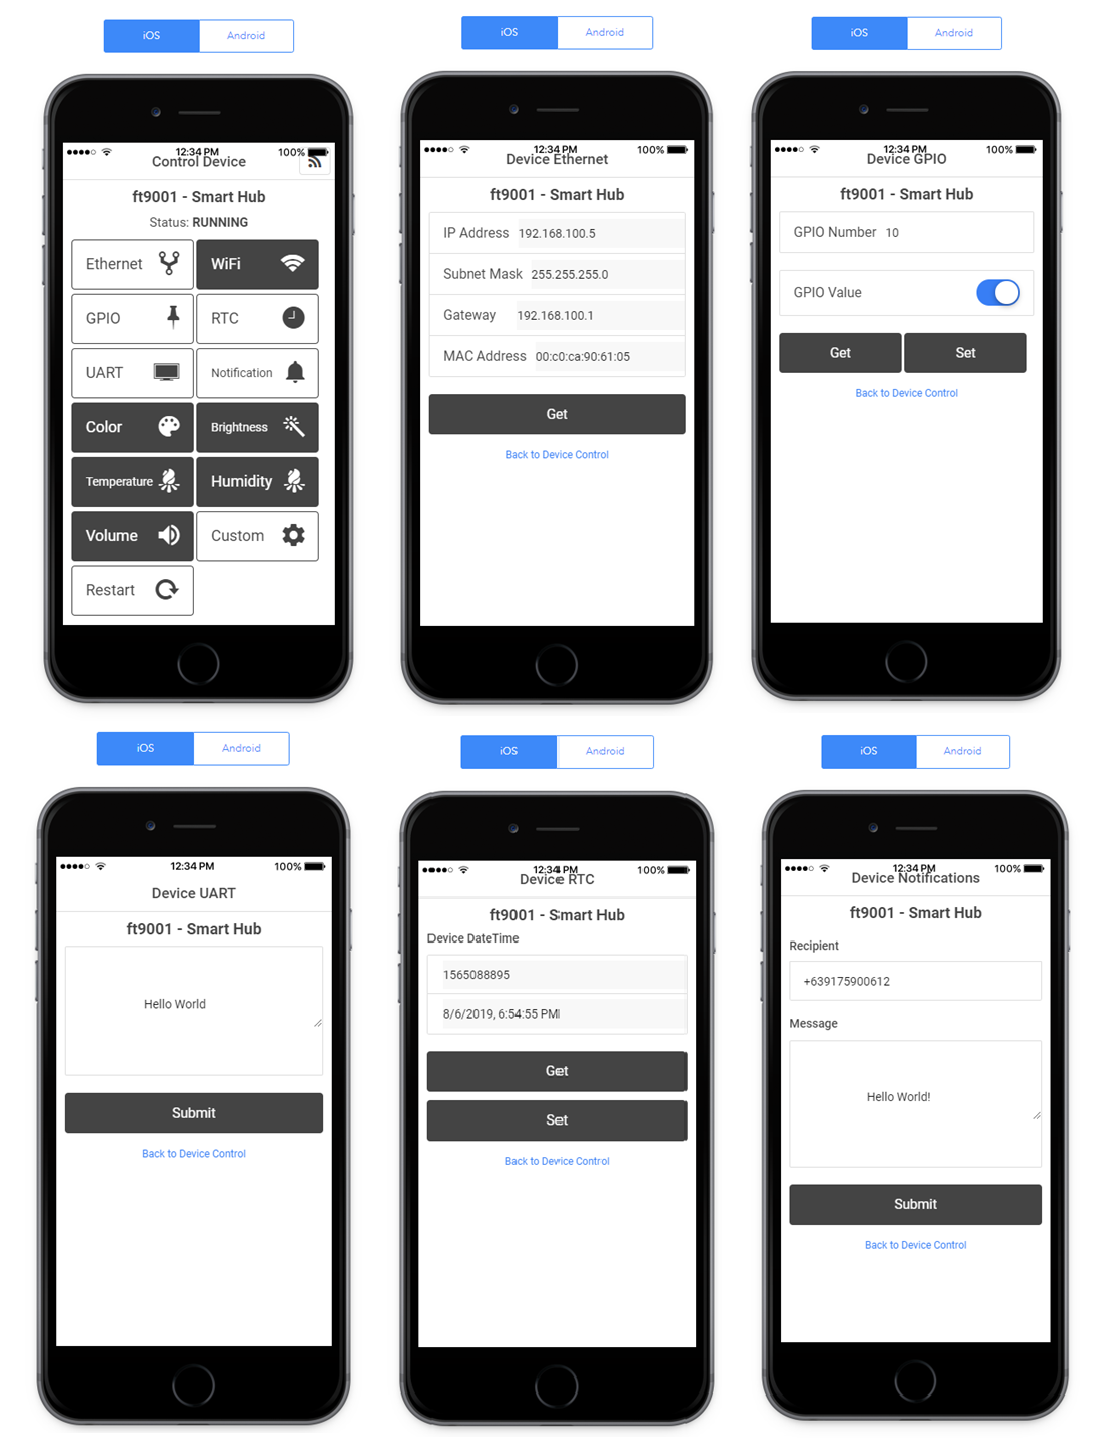 iOS Android
12:34 PM 100%
Control Device
ft9001 - Smart Hub
Status: RUNNING
Ethernet WiFi
GPIO RTC
UART Notification
Color Brightness
Temperature Humidity
Volume Custom
Restart
iOS Android
12:34 PM 100%
Device Ethernet
ft9001 - Smart Hub
IP Address 192.168.100.5
Subnet Mask 255.255.255.0
Gateway 192.168.100.1
MAC Address 00:c0:ca:90:61:05
Get
Back to Device Control
iOS Android
12:34 PM 100%
Device GPIO
ft9001 - Smart Hub
GPIO Number 10
GPIO Value
Get Set
Back to Device Control
iOS Android
12:34 PM 100%
Device UART
ft9001 - Smart Hub
Hello World
Submit
Back to Device Control
iOS Android
12:34 PM 100%
Device RTC
ft9001 - Smart Hub
Device DateTime
1565088895
8/6/2019, 6:54:55 PM
Get
Set
Back to Device Control
iOS Android
12:34 PM 100%
Device Notifications
ft9001 - Smart Hub
Recipient
+639175900612
Message
Hello World!
Submit
Back to Device Control